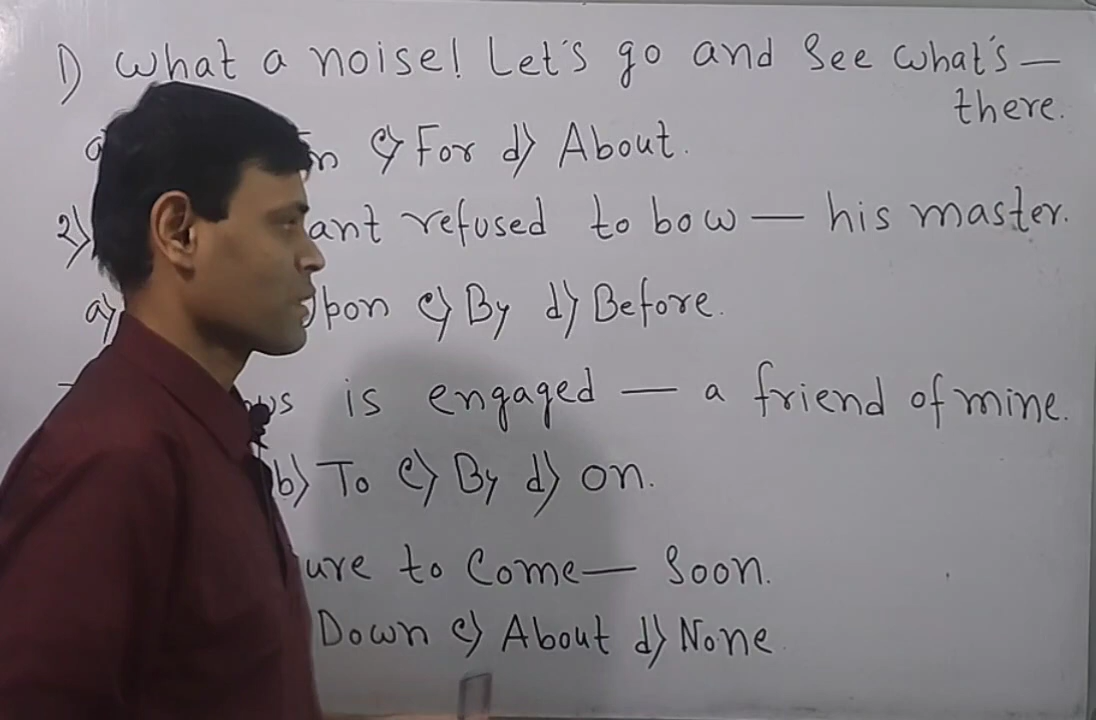 1) What a noise! Let's go and See What's —
there.
n c) For d) About.
2) ant refused to bow — his master.
a) pon c) By d) Before.
is engaged — a friend of mine.
b) To c) By d) on.
ure to Come — Soon.
Down c) About d) None.